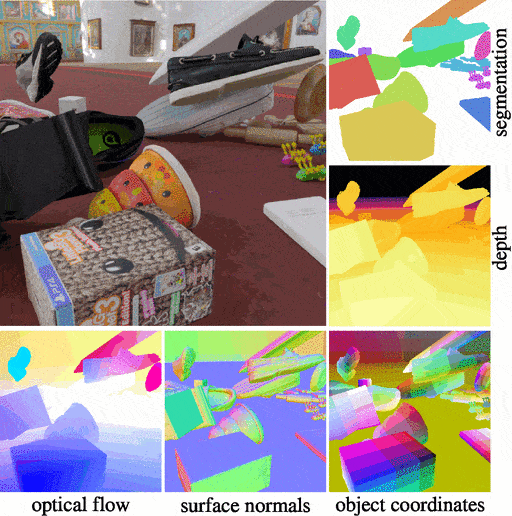 segmentation
depth
optical flow
surface normals
object coordinates